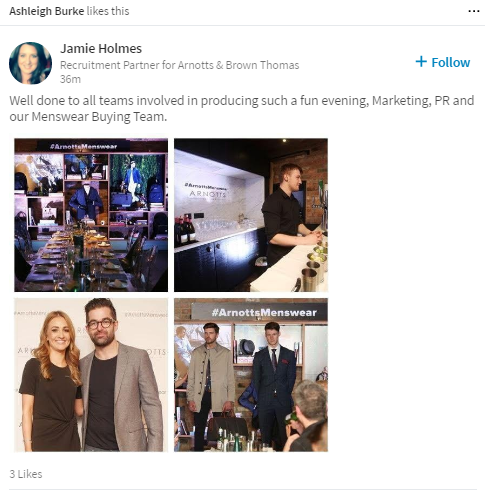 Ashleigh Burke likes this
Jamie Holmes
Recruitment Partner for Arnotts & Brown Thomas
36m
+ Follow
Well done to all teams involved in producing such a fun evening, Marketing, PR and
our Menswear Buying Team.
#ArnottsMenswear
#ArnottsMenswear
ARNOTTS
#ArnottsMenswear
3 Likes